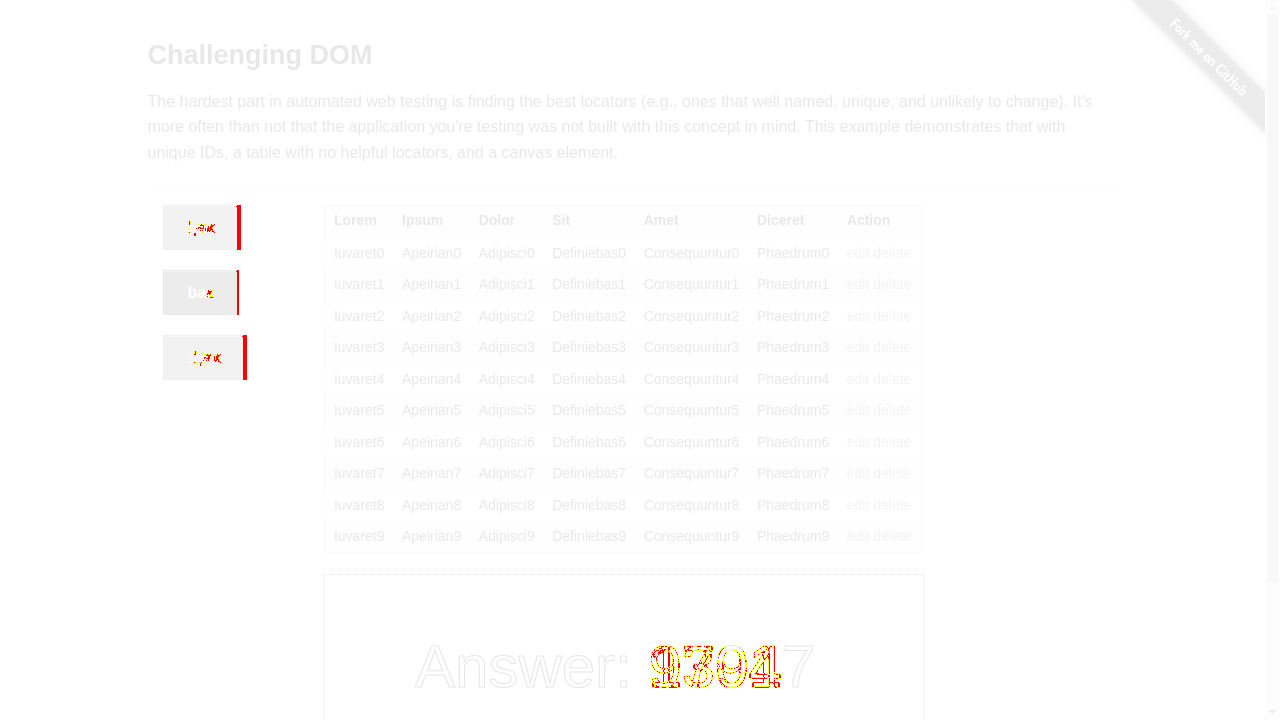 Fork me on GitHub
Challenging DOM
The hardest part in automated web testing is finding the best locators (e.g., ones that well named, unique, and unlikely to change). It's
more often than not that the application you're testing was not built with this concept in mind. This example demonstrates that with
unique IDs, a table with no helpful locators, and a canvas element.
Lorem Ipsum Dolor Sit Amet Diceret Action
Iuvaret0 Apeirian0 Adipisci0 Definiebas0 Consequuntur0 Phaedrum0 edit delete
Iuvaret1 Apeirian1 Adipisci1 Definiebas1 Consequuntur1 Phaedrum1 edit delete
Iuvaret2 Apeirian2 Adipisci2 Definiebas2 Consequuntur2 Phaedrum2 edit delete
Iuvaret3 Apeirian3 Adipisci3 Definiebas3 Consequuntur3 Phaedrum3 edit delete
Iuvaret4 Apeirian4 Adipisci4 Definiebas4 Consequuntur4 Phaedrum4 edit delete
Iuvaret5 Apeirian5 Adipisci5 Definiebas5 Consequuntur5 Phaedrum5 edit delete
Iuvaret6 Apeirian6 Adipisci6 Definiebas6 Consequuntur6 Phaedrum6 edit delete
Iuvaret7 Apeirian7 Adipisci7 Definiebas7 Consequuntur7 Phaedrum7 edit delete
Iuvaret8 Apeirian8 Adipisci8 Definiebas8 Consequuntur8 Phaedrum8 edit delete
Iuvaret9 Apeirian9 Adipisci9 Definiebas9 Consequuntur9 Phaedrum9 edit delete
Answer: